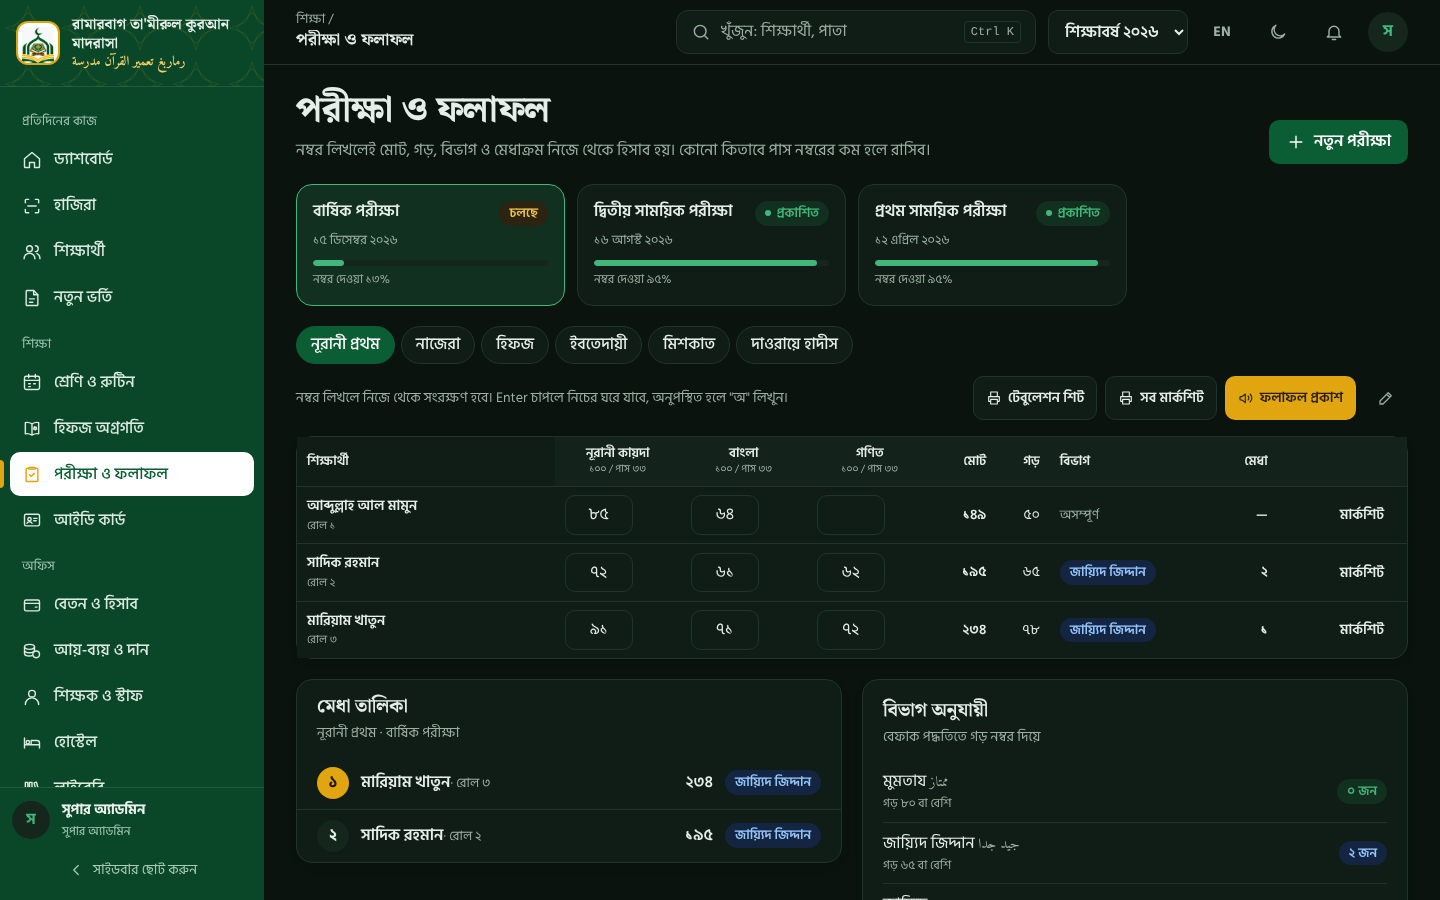 রামারবাগ তা'মীরুল কুরআন
মাদরাসা
رماربغ تعمير القرآن مدرسة
প্রতিদিনের কাজ
ড্যাশবোর্ড
হাজিরা
শিক্ষার্থী
নতুন ভর্তি
শিক্ষা
শ্রেণি ও রুটিন
হিফজ অগ্রগতি
পরীক্ষা ও ফলাফল
আইডি কার্ড
অফিস
বেতন ও হিসাব
আয়-ব্যয় ও দান
শিক্ষক ও স্টাফ
হোস্টেল
স
সুপার অ্যাডমিন
সুপার অ্যাডমিন
সাইডবার ছোট করুন
শিক্ষা /
পরীক্ষা ও ফলাফল
খুঁজুন: শিক্ষার্থী, পাতা
Ctrl K
শিক্ষাবর্ষ ২০২৬
EN
স
পরীক্ষা ও ফলাফল
নম্বর লিখলেই মোট, গড়, বিভাগ ও মেধাক্রম নিজে থেকে হিসাব হয়। কোনো কিতাবে পাস নম্বরের কম হলে রাসিব।
নতুন পরীক্ষা
বার্ষিক পরীক্ষা চলছে
১৫ ডিসেম্বর ২০২৬
নম্বর দেওয়া ১৩%
দ্বিতীয় সাময়িক পরীক্ষা প্রকাশিত
১৬ আগস্ট ২০২৬
নম্বর দেওয়া ৯৫%
প্রথম সাময়িক পরীক্ষা প্রকাশিত
১২ এপ্রিল ২০২৬
নম্বর দেওয়া ৯৫%
নূরানী প্রথম নাজেরা হিফজ ইবতেদায়ী মিশকাত দাওরায়ে হাদীস
নম্বর লিখলে নিজে থেকে সংরক্ষণ হবে। Enter চাপলে নিচের ঘরে যাবে, অনুপস্থিত হলে "অ" লিখুন।
টেবুলেশন শিট সব মার্কশিট ফলাফল প্রকাশ
শিক্ষার্থী নূরানী কায়দা বাংলা গণিত মোট গড় বিভাগ মেধা
১০০ / পাস ৩৩ ১০০ / পাস ৩৩ ১০০ / পাস ৩৩
আব্দুল্লাহ আল মামুন ৮৫ ৬৪ ১৪৯ ৫০ অসম্পূর্ণ — মার্কশিট
রোল ১
সাদিক রহমান ৭২ ৬১ ৬২ ১৯৫ ৬৫ জায়্যিদ জিদ্দান ২ মার্কশিট
রোল ২
মারিয়াম খাতুন ৯১ ৭১ ৭২ ২৩৪ ৭৮ জায়্যিদ জিদ্দান ১ মার্কশিট
রোল ৩
মেধা তালিকা
নূরানী প্রথম · বার্ষিক পরীক্ষা
১ মারিয়াম খাতুন · রোল ৩ ২৩৪ জায়্যিদ জিদ্দান
২ সাদিক রহমান · রোল ২ ১৯৫ জায়্যিদ জিদ্দান
বিভাগ অনুযায়ী
বেফাক পদ্ধতিতে গড় নম্বর দিয়ে
মুমতায ممتاز ০ জন
গড় ৮০ বা বেশি
জায়্যিদ জিদ্দান جيد جدا ২ জন
গড় ৬৫ বা বেশি